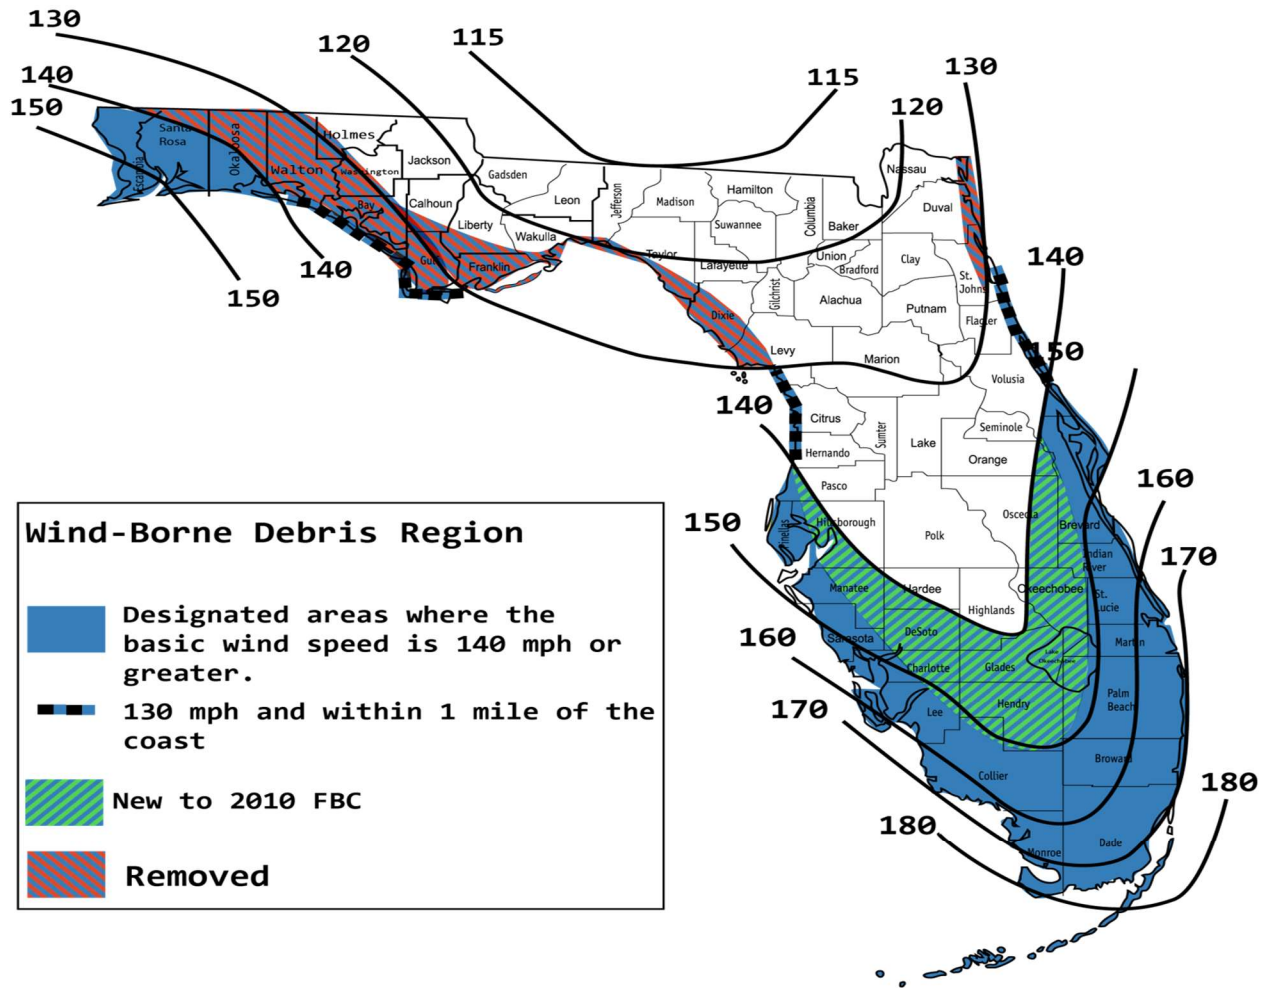 130
120
115
115
130
120
140
150
Santa
Rosa
Escambia
Okaloosa
Walton
Holmes
Washington
Jackson
Bay
Calhoun
Gulf
Liberty
Franklin
Gadsden
Leon
Wakulla
Jefferson
Madison
Taylor
Hamilton
Suwannee
Lafayette
Dixie
Columbia
Gilchrist
Levy
Baker
Union
Bradford
Alachua
Marion
Nassau
Duval
Clay
Putnam
St.
Johns
Flagler
Volusia
140
150
140
150
140
Citrus
Hernando
Pasco
Sumter
Lake
Seminole
Orange
Osceola
Brevard
Pinellas
Hillsborough
Polk
Indian
River
Manatee
Hardee
Highlands
Okeechobee
St.
Lucie
Sarasota
DeSoto
Martin
Charlotte
Glades
Lake
Okeechobee
Lee
Hendry
Palm
Beach
Collier
Broward
Monroe
Dade
150
160
170
180
160
170
180
Wind-Borne Debris Region
Designated areas where the
basic wind speed is 140 mph or
greater.
130 mph and within 1 mile of the
coast
New to 2010 FBC
Removed